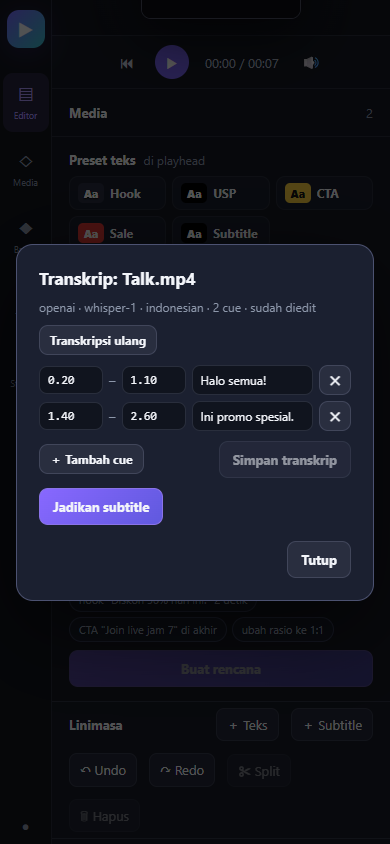 00:00 / 00:07
Editor
Media
2
Media
Preset teks di playhead
Aa Hook
Aa USP
Aa CTA
Aa Sale
Aa Subtitle
Transkrip: Talk.mp4
openai · whisper-1 · indonesian · 2 cue · sudah diedit
Transkripsi ulang
0.20 – 1.10 Halo semua! ✕
1.40 – 2.60 Ini promo spesial. ✕
+ Tambah cue
Simpan transkrip
Jadikan subtitle
Tutup
CTA "Join live jam 7" di akhir
ubah rasio ke 1:1
Buat rencana
Linimasa
+ Teks
+ Subtitle
Undo
Redo
Split
Hapus